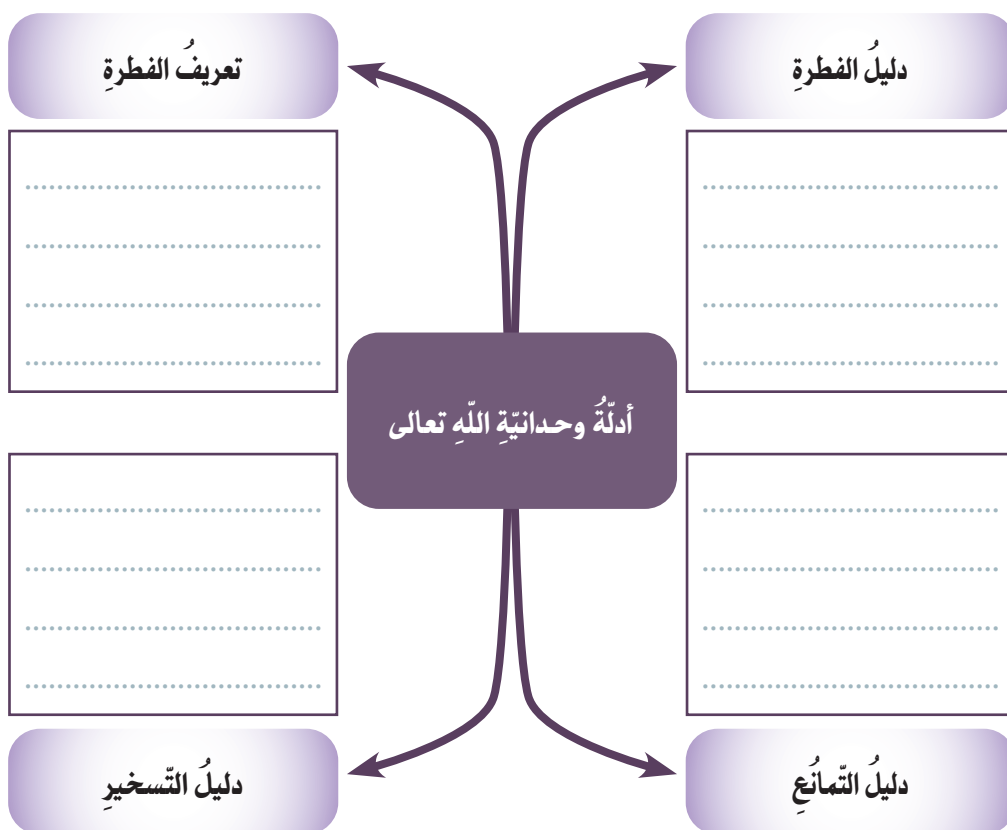 دليلُ الفطرةِ
تعريفُ الفطرةِ
أدلّةُ وحدانيّةِ اللّهِ تعالى
دليلُ التّمانُعِ
دليلُ التّسخيرِ